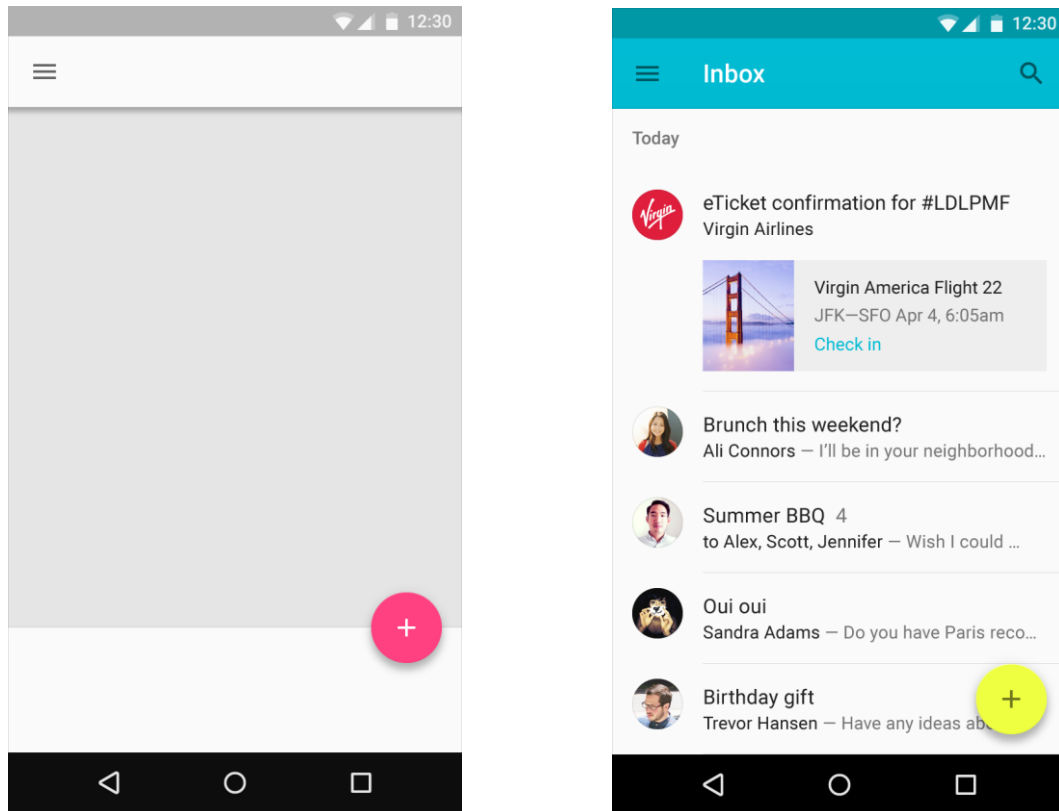 12:30
12:30
Inbox
Today
Virgin
eTicket confirmation for #LDLPMF
Virgin Airlines
Virgin America Flight 22
JFK—SFO Apr 4, 6:05am
Check in
Brunch this weekend?
Ali Connors — I'll be in your neighborhood…
Summer BBQ 4
to Alex, Scott, Jennifer — Wish I could …
Oui oui
Sandra Adams — Do you have Paris reco…
Birthday gift
Trevor Hansen — Have any ideas